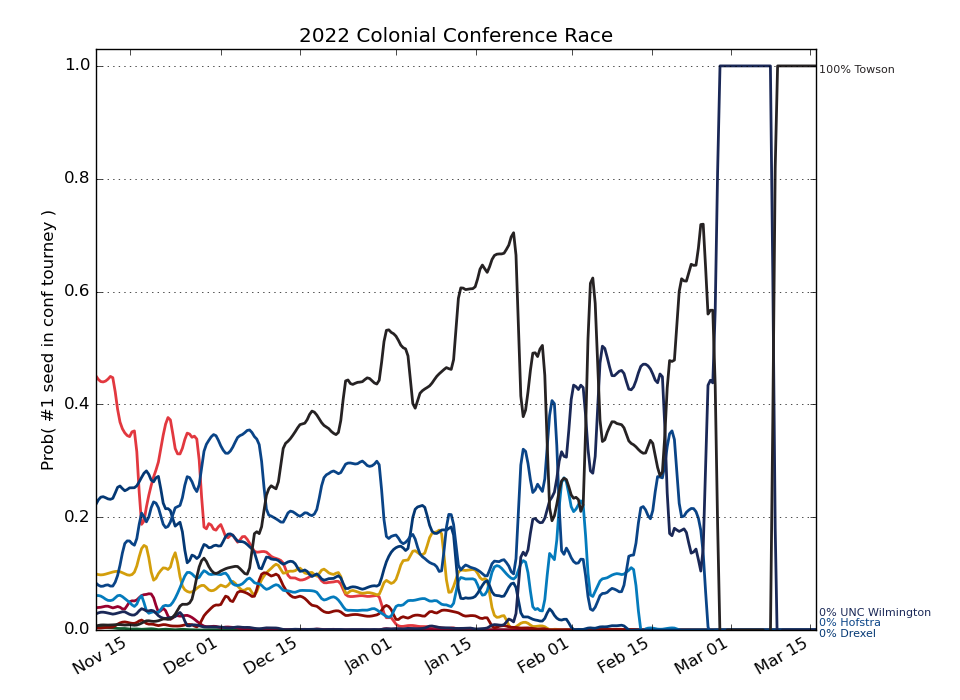 2022 Colonial Conference Race
Prob( #1 seed in conf tourney )
1.0
0.8
0.6
0.4
0.2
0.0
Nov 15
Dec 01
Dec 15
Jan 01
Jan 15
Feb 01
Feb 15
Mar 01
Mar 15
100% Towson
0% UNC Wilmington
0% Hofstra
0% Drexel